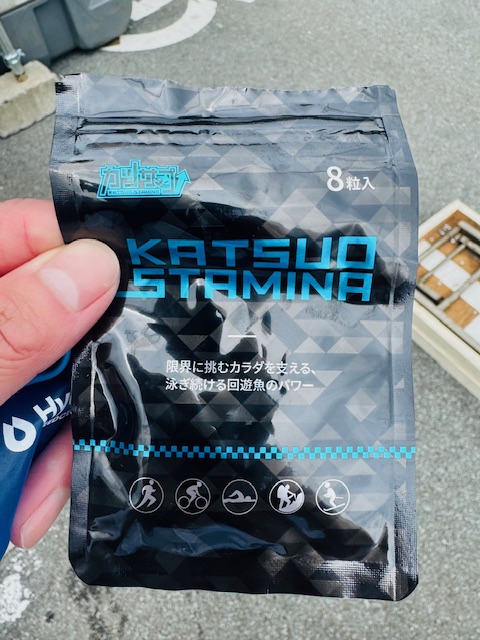 カツサプ
8粒入
KATSUO
STAMINA
限界に挑むカラダを支える、
泳ぎ続ける回遊魚のパワー